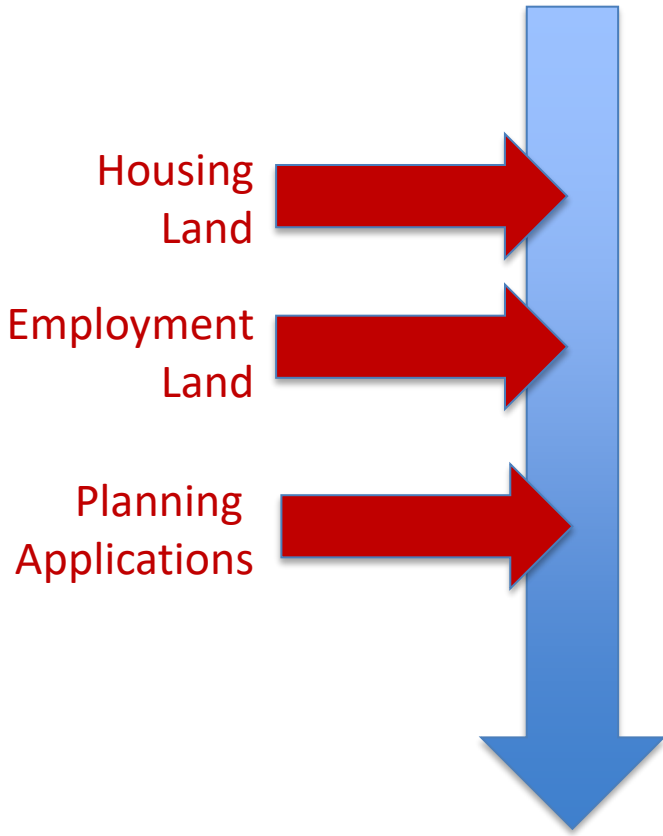 Housing
Land
Employment
Land
Planning
Applications